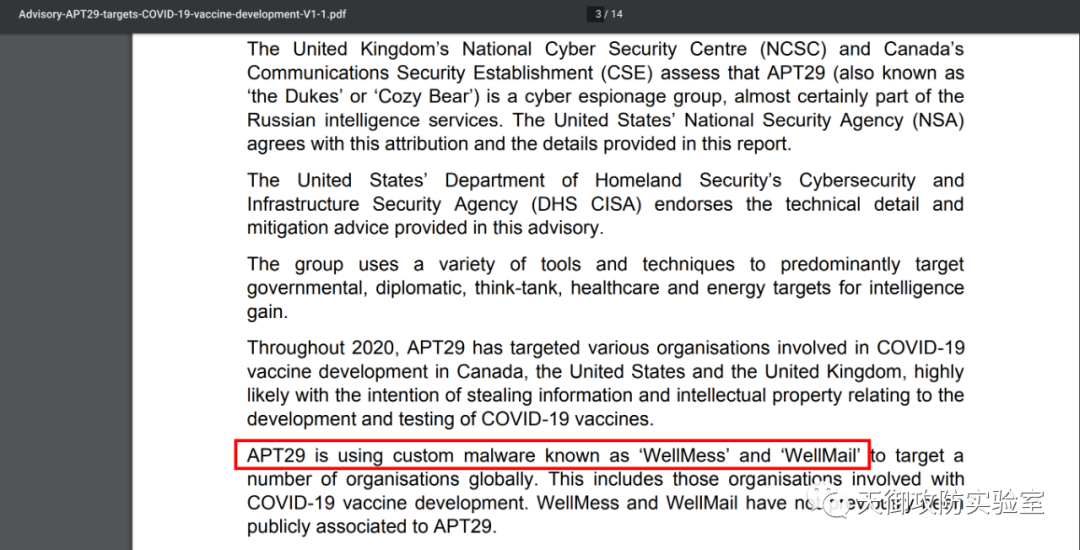 Advisory-APT29-targets-COVID-19-vaccine-development-V1-1.pdf
3 / 14
The United Kingdom's National Cyber Security Centre (NCSC) and Canada's
Communications Security Establishment (CSE) assess that APT29 (also known as
‘the Dukes’ or ‘Cozy Bear’) is a cyber espionage group, almost certainly part of the
Russian intelligence services. The United States’ National Security Agency (NSA)
agrees with this attribution and the details provided in this report.
The United States’ Department of Homeland Security’s Cybersecurity and
Infrastructure Security Agency (DHS CISA) endorses the technical detail and
mitigation advice provided in this advisory.
The group uses a variety of tools and techniques to predominantly target
governmental, diplomatic, think-tank, healthcare and energy targets for intelligence
gain.
Throughout 2020, APT29 has targeted various organisations involved in COVID-19
vaccine development in Canada, the United States and the United Kingdom, highly
likely with the intention of stealing information and intellectual property relating to the
development and testing of COVID-19 vaccines.
APT29 is using custom malware known as ‘WellMess’ and ‘WellMail’ to target a
number of organisations globally. This includes those organisations involved with
COVID-19 vaccine development. WellMess and WellMail have not previously been
publicly associated to APT29.
天御攻防实验室